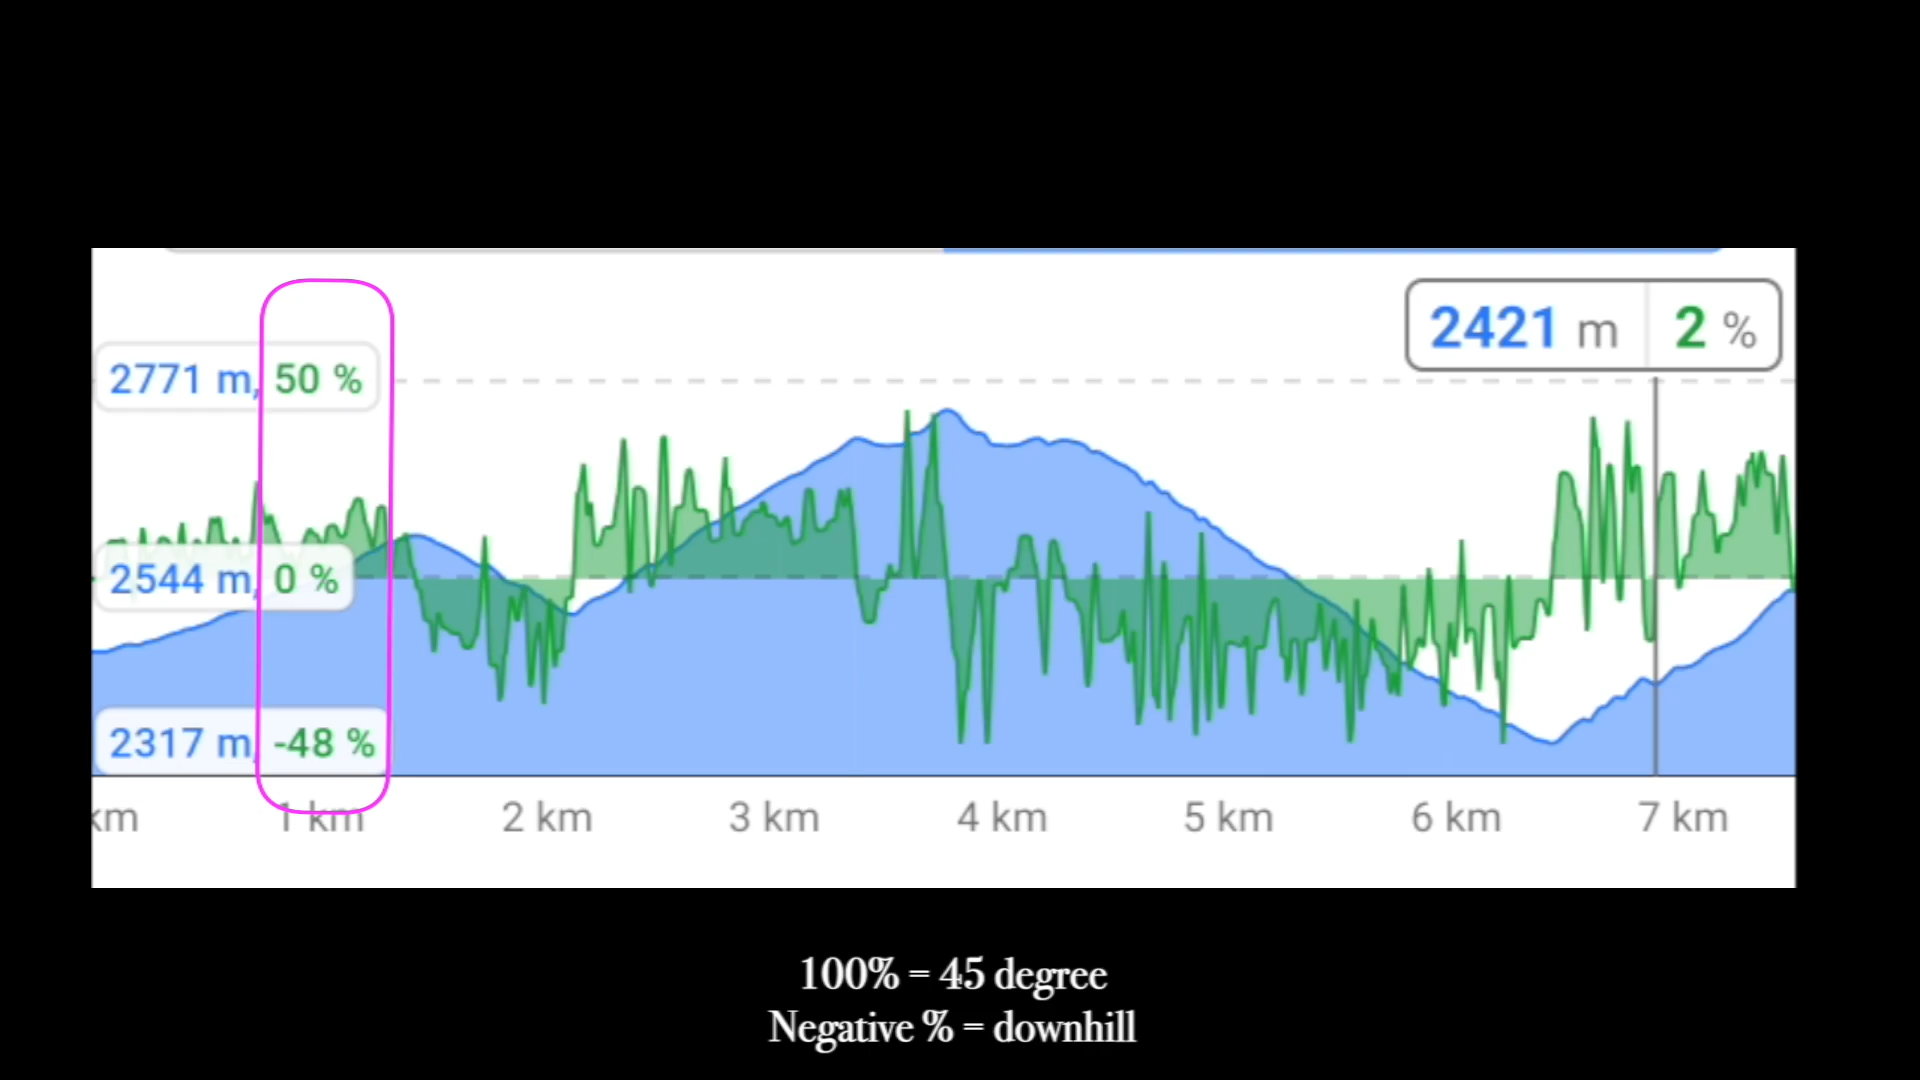 2421 m 2 %
2771 m, 50 %
2544 m, 0 %
2317 m, -48 %
km 1 km 2 km 3 km 4 km 5 km 6 km 7 km
100% = 45 degree
Negative % = downhill